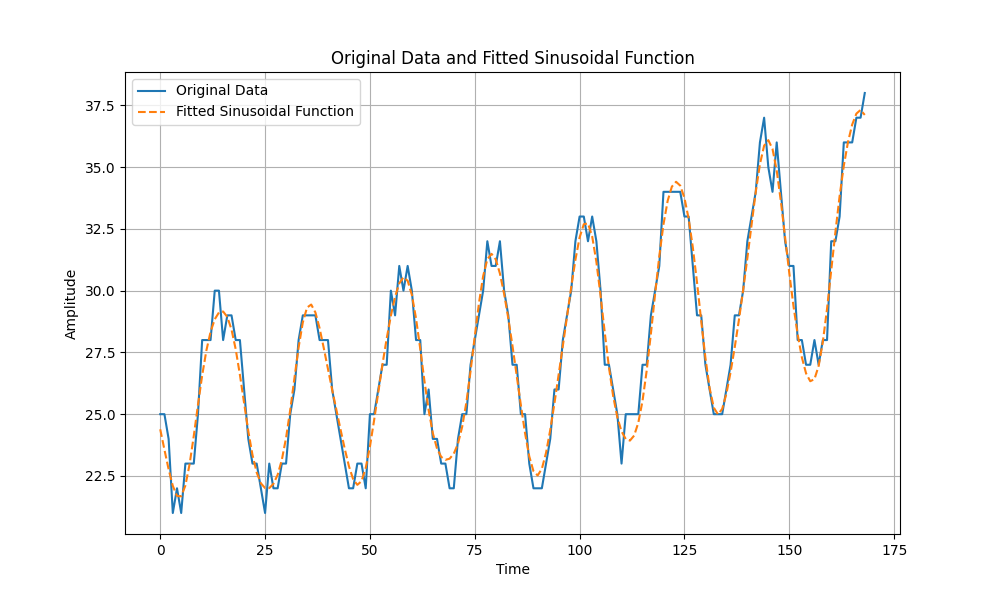 Original Data and Fitted Sinusoidal Function
Original Data
Fitted Sinusoidal Function
37.5
35.0
32.5
30.0
27.5
25.0
22.5
Amplitude
0 25 50 75 100 125 150 175
Time